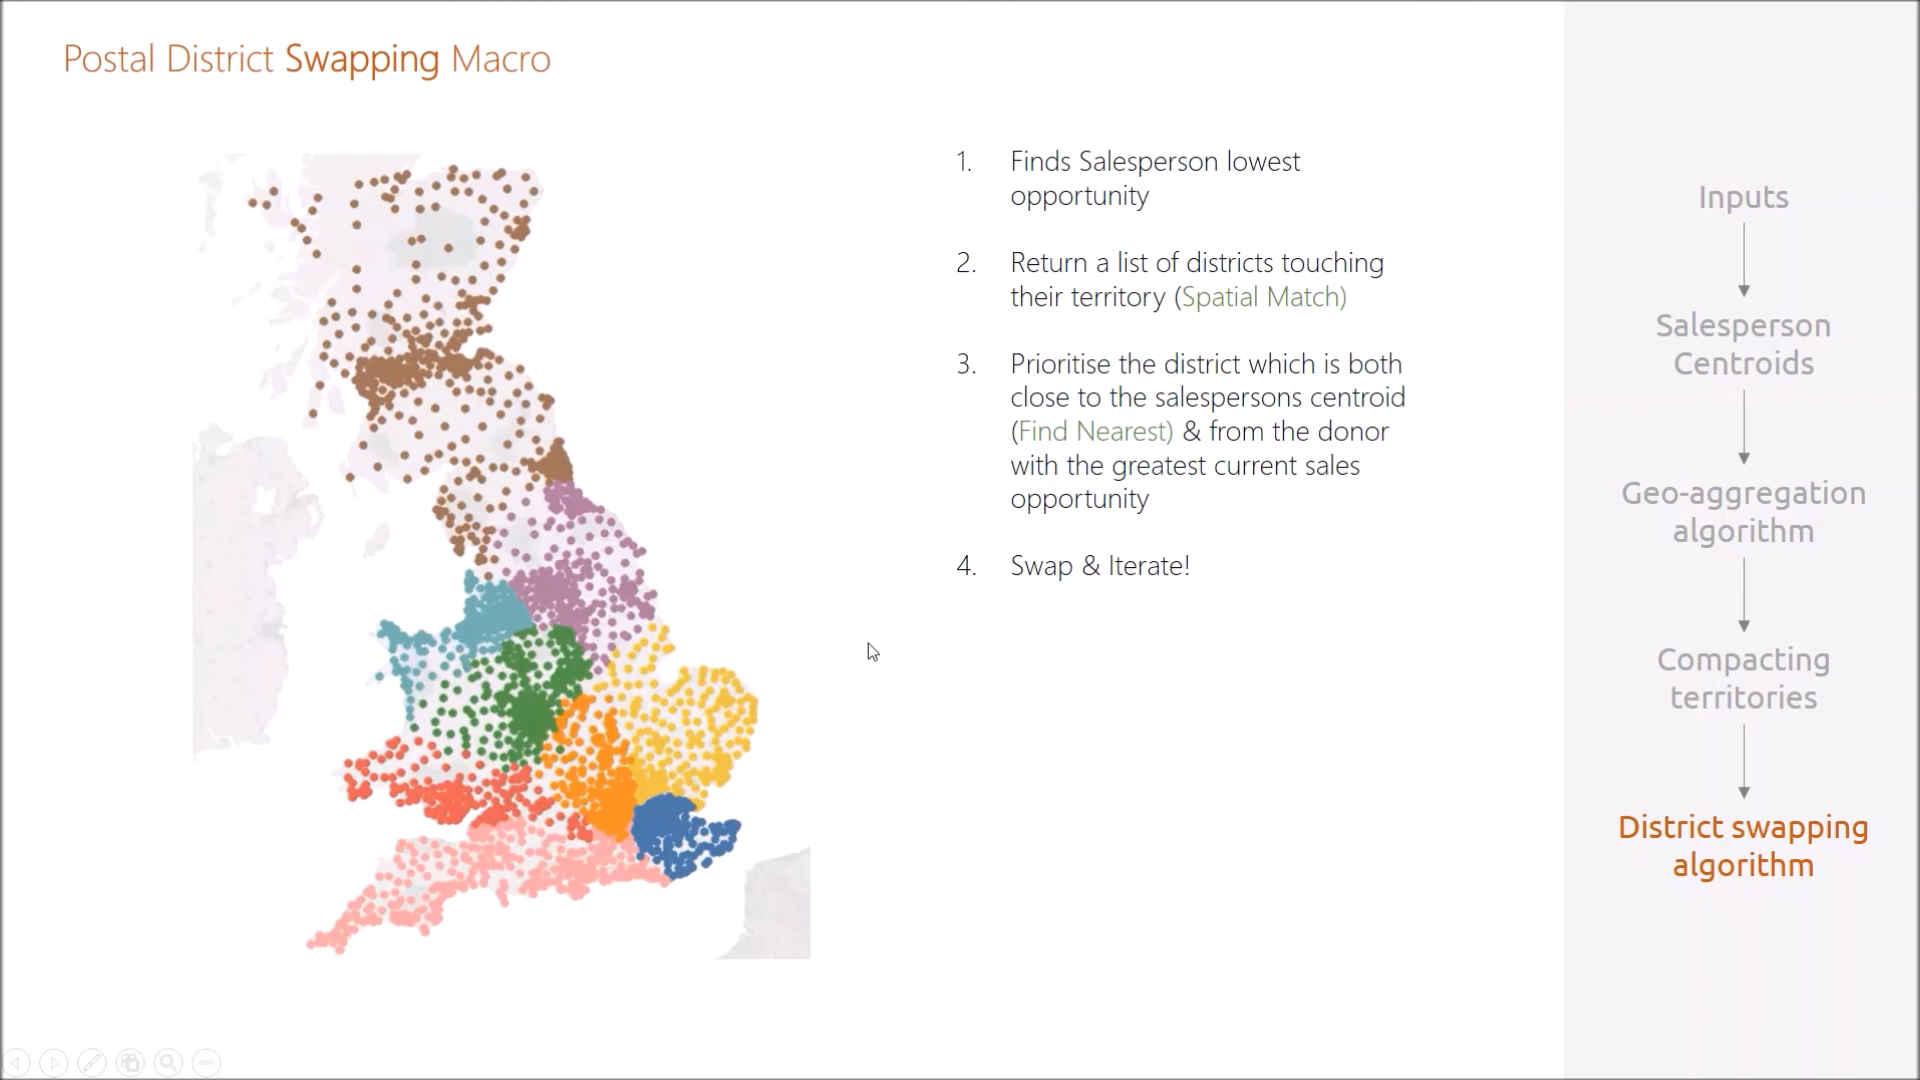 Postal District Swapping Macro
1. Finds Salesperson lowest
opportunity
2. Return a list of districts touching
their territory (Spatial Match)
3. Prioritise the district which is both
close to the salespersons centroid
(Find Nearest) & from the donor
with the greatest current sales
opportunity
4. Swap & Iterate!
Inputs
Salesperson
Centroids
Geo-aggregation
algorithm
Compacting
territories
District swapping
algorithm